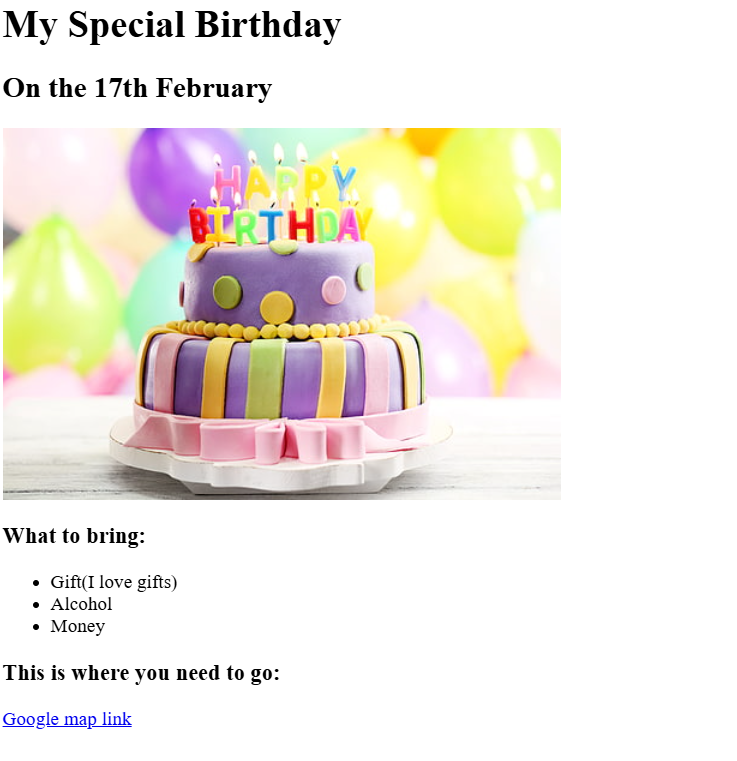 My Special Birthday
On the 17th February
HAPPY
BIRTHDAY
What to bring:
Gift(I love gifts)
Alcohol
Money
This is where you need to go:
Google map link